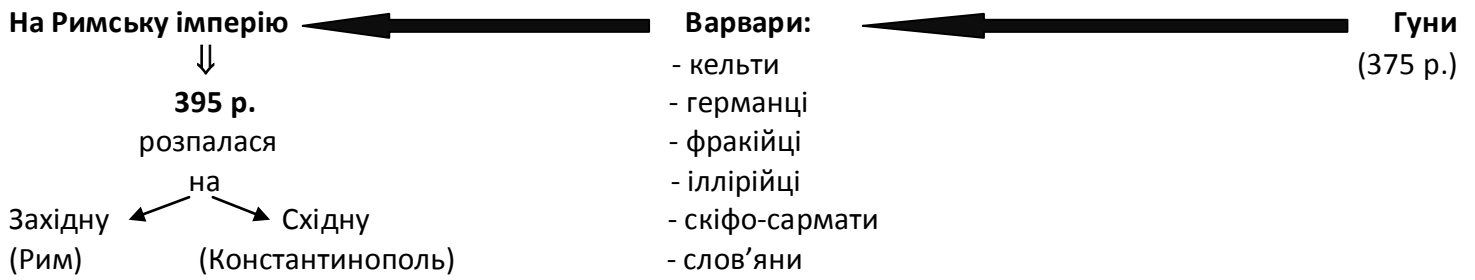 На Римську імперію Варвари: Гуни
⇓ - кельти (375 р.)
395 р. - германці
розпалася - фракійці
на - іллірійці
Західну Східну - скіфо-сармати
(Рим) (Константинополь) - слов’яни